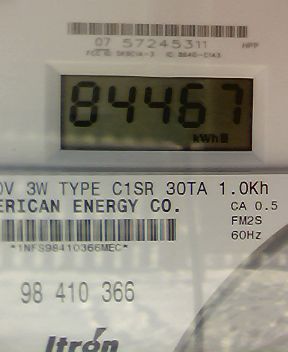 07 57245311
84467
kWh
0V 3W TYPE C1SR 30TA 1.0Kh
ERICAN ENERGY CO. CA 0.5
FM2S
60Hz
*1NFS98410366MEC*
98 410 366
Itrón